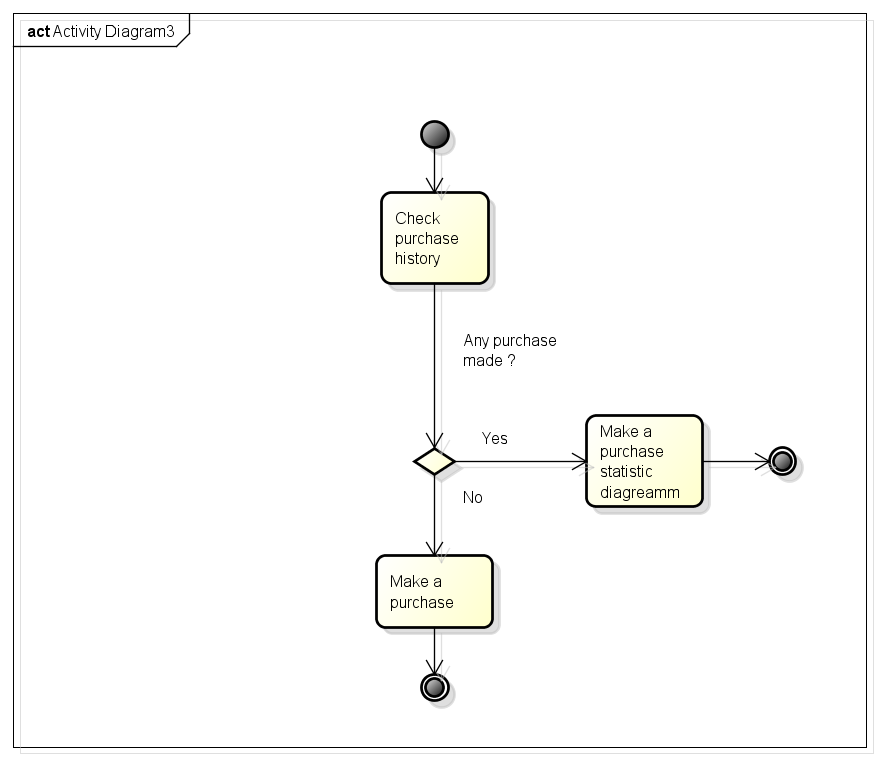 act Activity Diagram3
Check
purchase
history
Any purchase
made ?
Yes
Make a
purchase
statistic
diagreamm
No
Make a
purchase